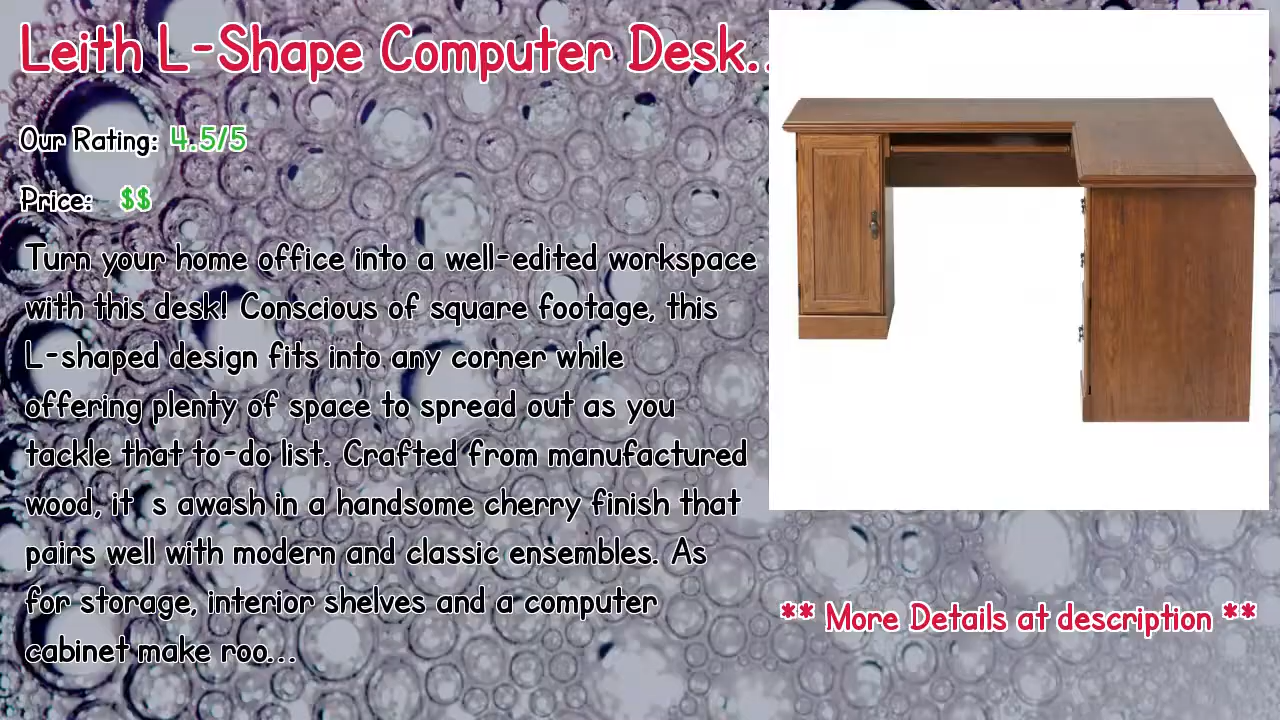 Leith L-Shape Computer Desk..
Our Rating: 4.5/5
Price: $$
Turn your home office into a well-edited workspace
with this desk! Conscious of square footage, this
L-shaped design fits into any corner while
offering plenty of space to spread out as you
tackle that to-do list. Crafted from manufactured
wood, it s awash in a handsome cherry finish that
pairs well with modern and classic ensembles. As
for storage, interior shelves and a computer
cabinet make roo...
** More Details at description **